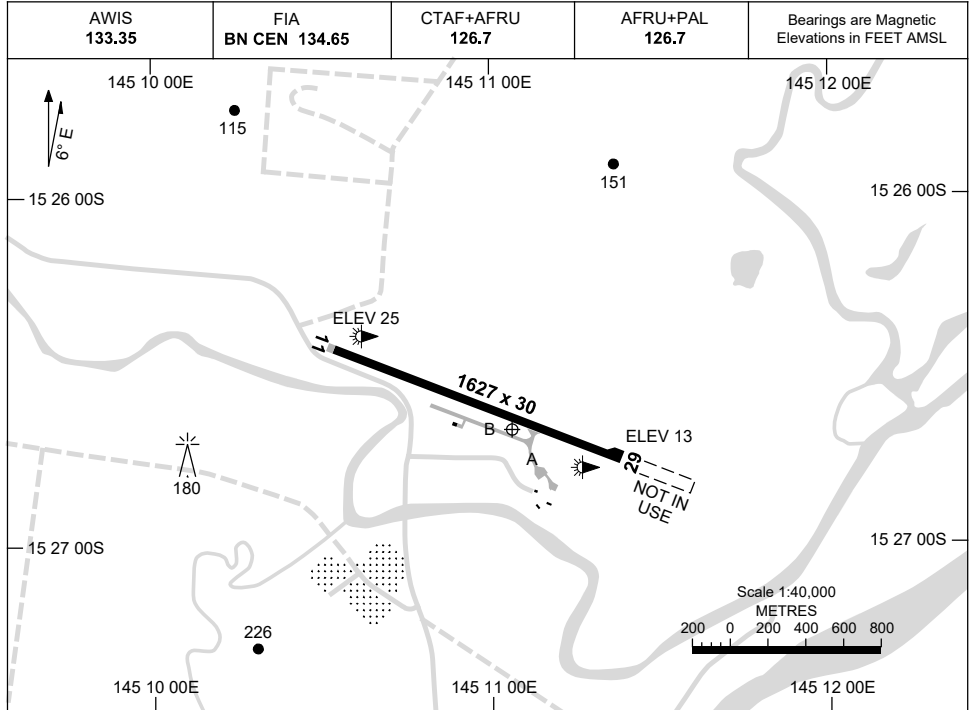 AWIS
133.35
FIA
BN CEN 134.65
CTAF+AFRU
126.7
AFRU+PAL
126.7
Bearings are Magnetic
Elevations in FEET AMSL
145 10 00E
145 11 00E
145 12 00E
6° E
115
151
15 26 00S
15 26 00S
ELEV 25
11
1627 x 30
B
A
ELEV 13
29
NOT IN
USE
180
15 27 00S
15 27 00S
Scale 1:40,000
METRES
200 0 200 400 600 800
226
145 10 00E
145 11 00E
145 12 00E